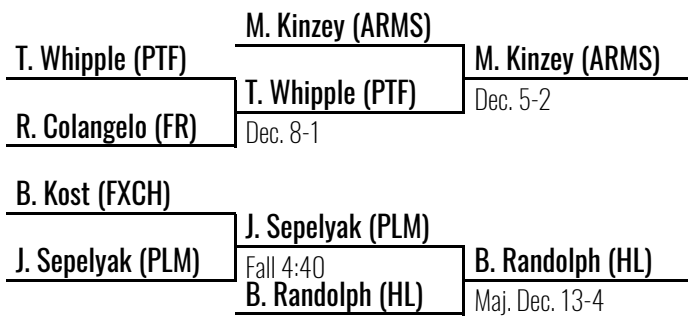 M. Kinzey (ARMS)
T. Whipple (PTF)
M. Kinzey (ARMS)
T. Whipple (PTF)
Dec. 5-2
R. Colangelo (FR)
Dec. 8-1
B. Kost (FXCH)
J. Sepelyak (PLM)
J. Sepelyak (PLM)
Fall 4:40
B. Randolph (HL)
B. Randolph (HL)
Maj. Dec. 13-4